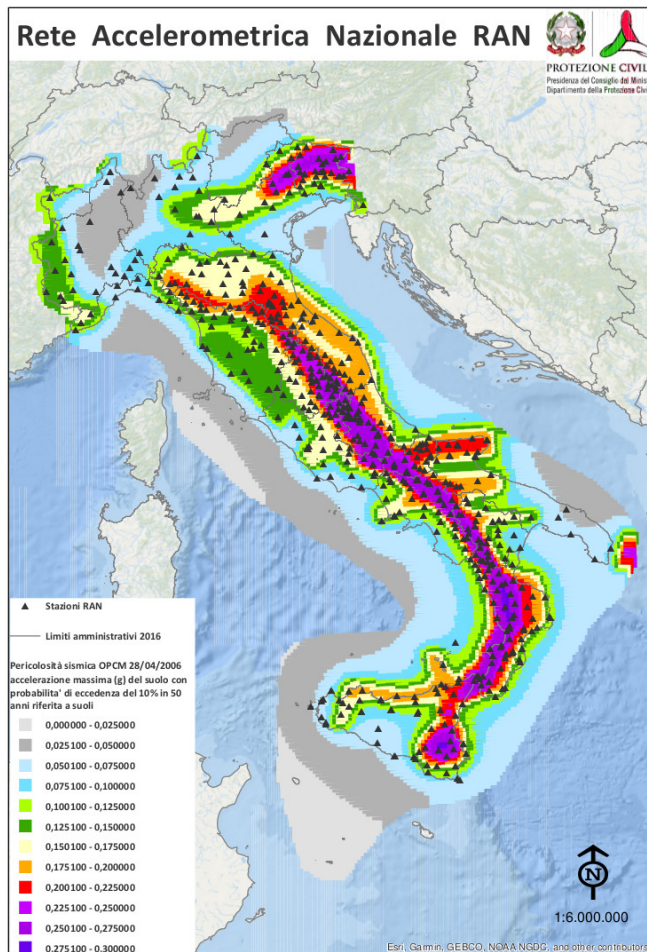 Rete Accelerometrica Nazionale RAN
PROTEZIONE CIVIL
Presidenza del Consiglio dei Minist
Dipartimento della Protezione Civi
Stazioni RAN
Limiti amministrativi 2016
Pericolosità sismica OPCM 28/04/2006
accelerazione massima (g) del suolo con
probabilita' di eccedenza del 10% in 50
anni riferita a suoli
0,000000 - 0,025000
0,025100 - 0,050000
0,050100 - 0,075000
0,075100 - 0,100000
0,100100 - 0,125000
0,125100 - 0,150000
0,150100 - 0,175000
0,175100 - 0,200000
0,200100 - 0,225000
0,225100 - 0,250000
0,250100 - 0,275000
0,275100 - 0,300000
N
1:6.000.000
Esri, Garmin, GEBCO, NOAA NGDC, and other contributors